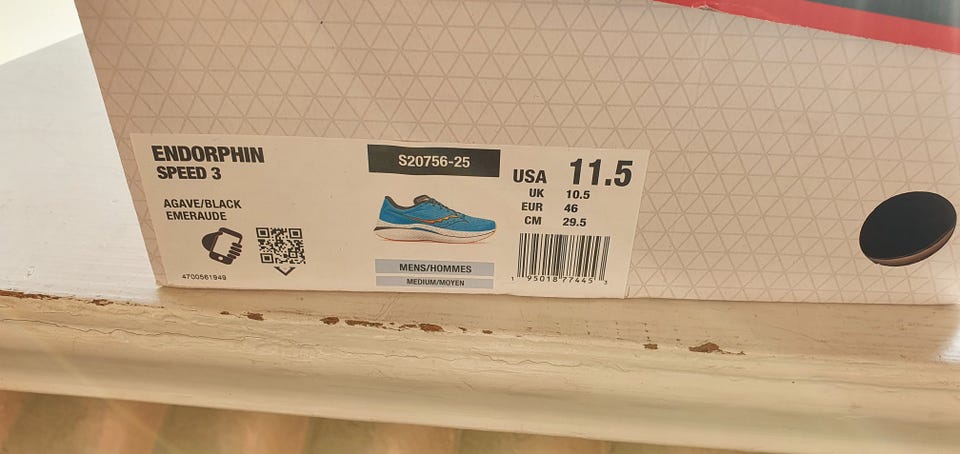 ENDORPHIN
SPEED 3
AGAVE/BLACK
EMERAUDE
4700561949
S20756-25
MENS/HOMMES
MEDIUM/MOYEN
USA 11.5
UK 10.5
EUR 46
CM 29.5
1 95018 77445 3